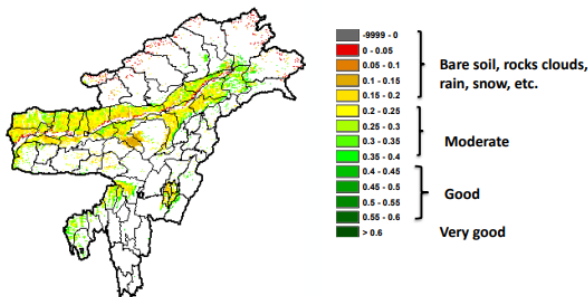 -9999 - 0
0 - 0.05
0.05 - 0.1
0.1 - 0.15
0.15 - 0.2
0.2 - 0.25
0.25 - 0.3
0.3 - 0.35
0.35 - 0.4
0.4 - 0.45
0.45 - 0.5
0.5 - 0.55
0.55 - 0.6
> 0.6
Bare soil, rocks clouds,
rain, snow, etc.
Moderate
Good
Very good